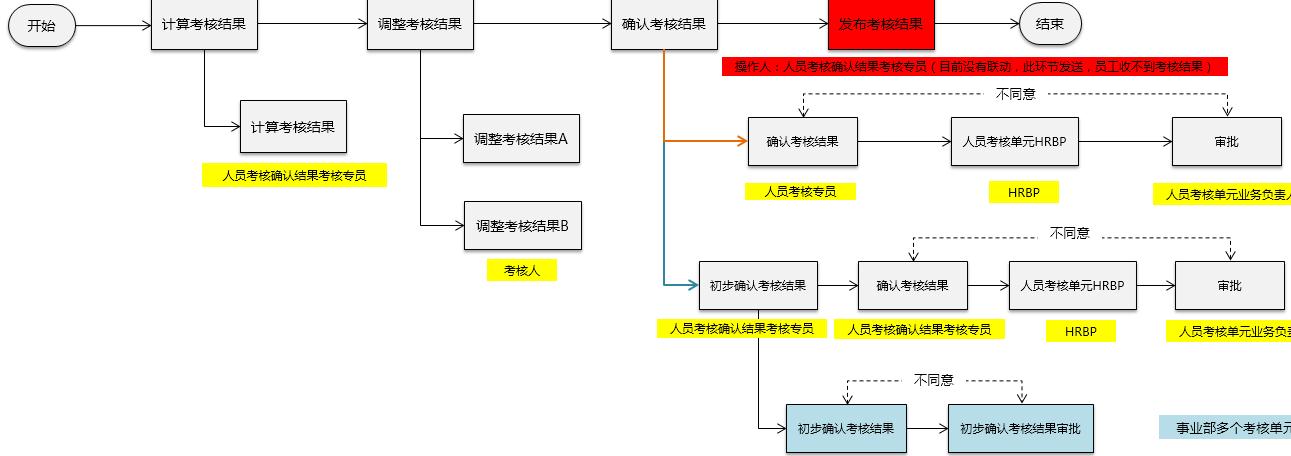 开始
计算考核结果
调整考核结果
确认考核结果
发布考核结果
结束
操作人：人员考核确认结果考核专员（目前没有联动，此环节发送，员工收不到考核结果）
不同意
计算考核结果
调整考核结果A
确认考核结果
人员考核单元HRBP
审批
人员考核确认结果考核专员
人员考核专员
HRBP
人员考核单元业务负责人
调整考核结果B
不同意
考核人
初步确认考核结果
确认考核结果
人员考核单元HRBP
审批
人员考核确认结果考核专员
人员考核确认结果考核专员
HRBP
人员考核单元业务负责
不同意
初步确认考核结果
初步确认考核结果审批
事业部多个考核单元